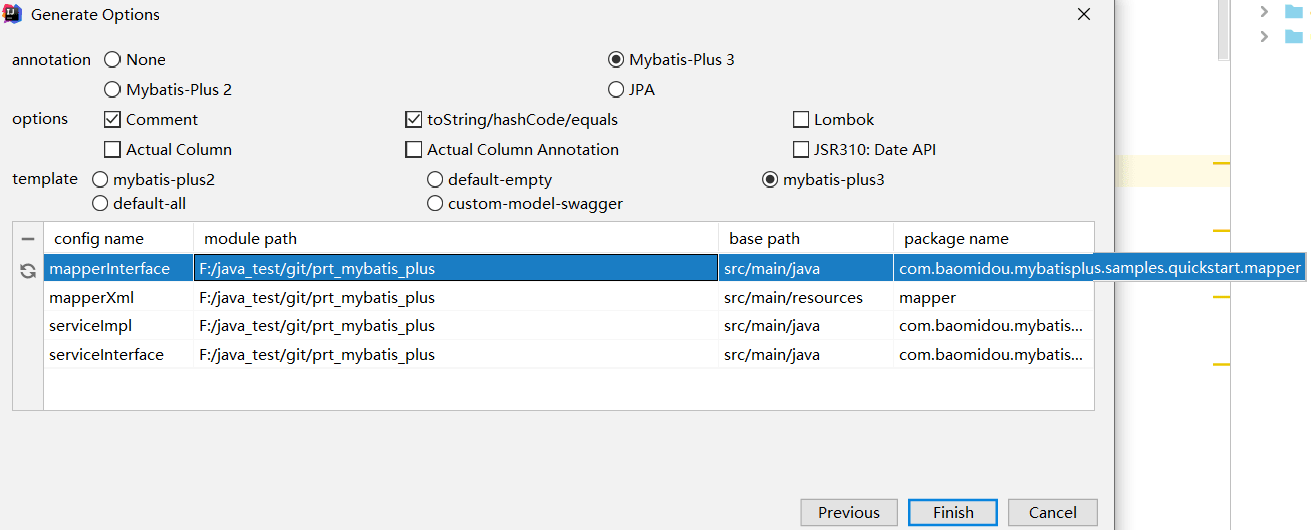 Generate Options
annotation None Mybatis-Plus 3
Mybatis-Plus 2 JPA
options Comment toString/hashCode/equals Lombok
Actual Column Actual Column Annotation JSR310: Date API
template mybatis-plus2 default-empty mybatis-plus3
default-all custom-model-swagger
config name module path base path package name
mapperInterface F:/java_test/git/prt_mybatis_plus src/main/java com.baomidou.mybatisplus.samples.quickstart.mapper
mapperXml F:/java_test/git/prt_mybatis_plus src/main/resources mapper
serviceImpl F:/java_test/git/prt_mybatis_plus src/main/java com.baomidou.mybatis...
serviceInterface F:/java_test/git/prt_mybatis_plus src/main/java com.baomidou.mybatis...
Previous Finish Cancel